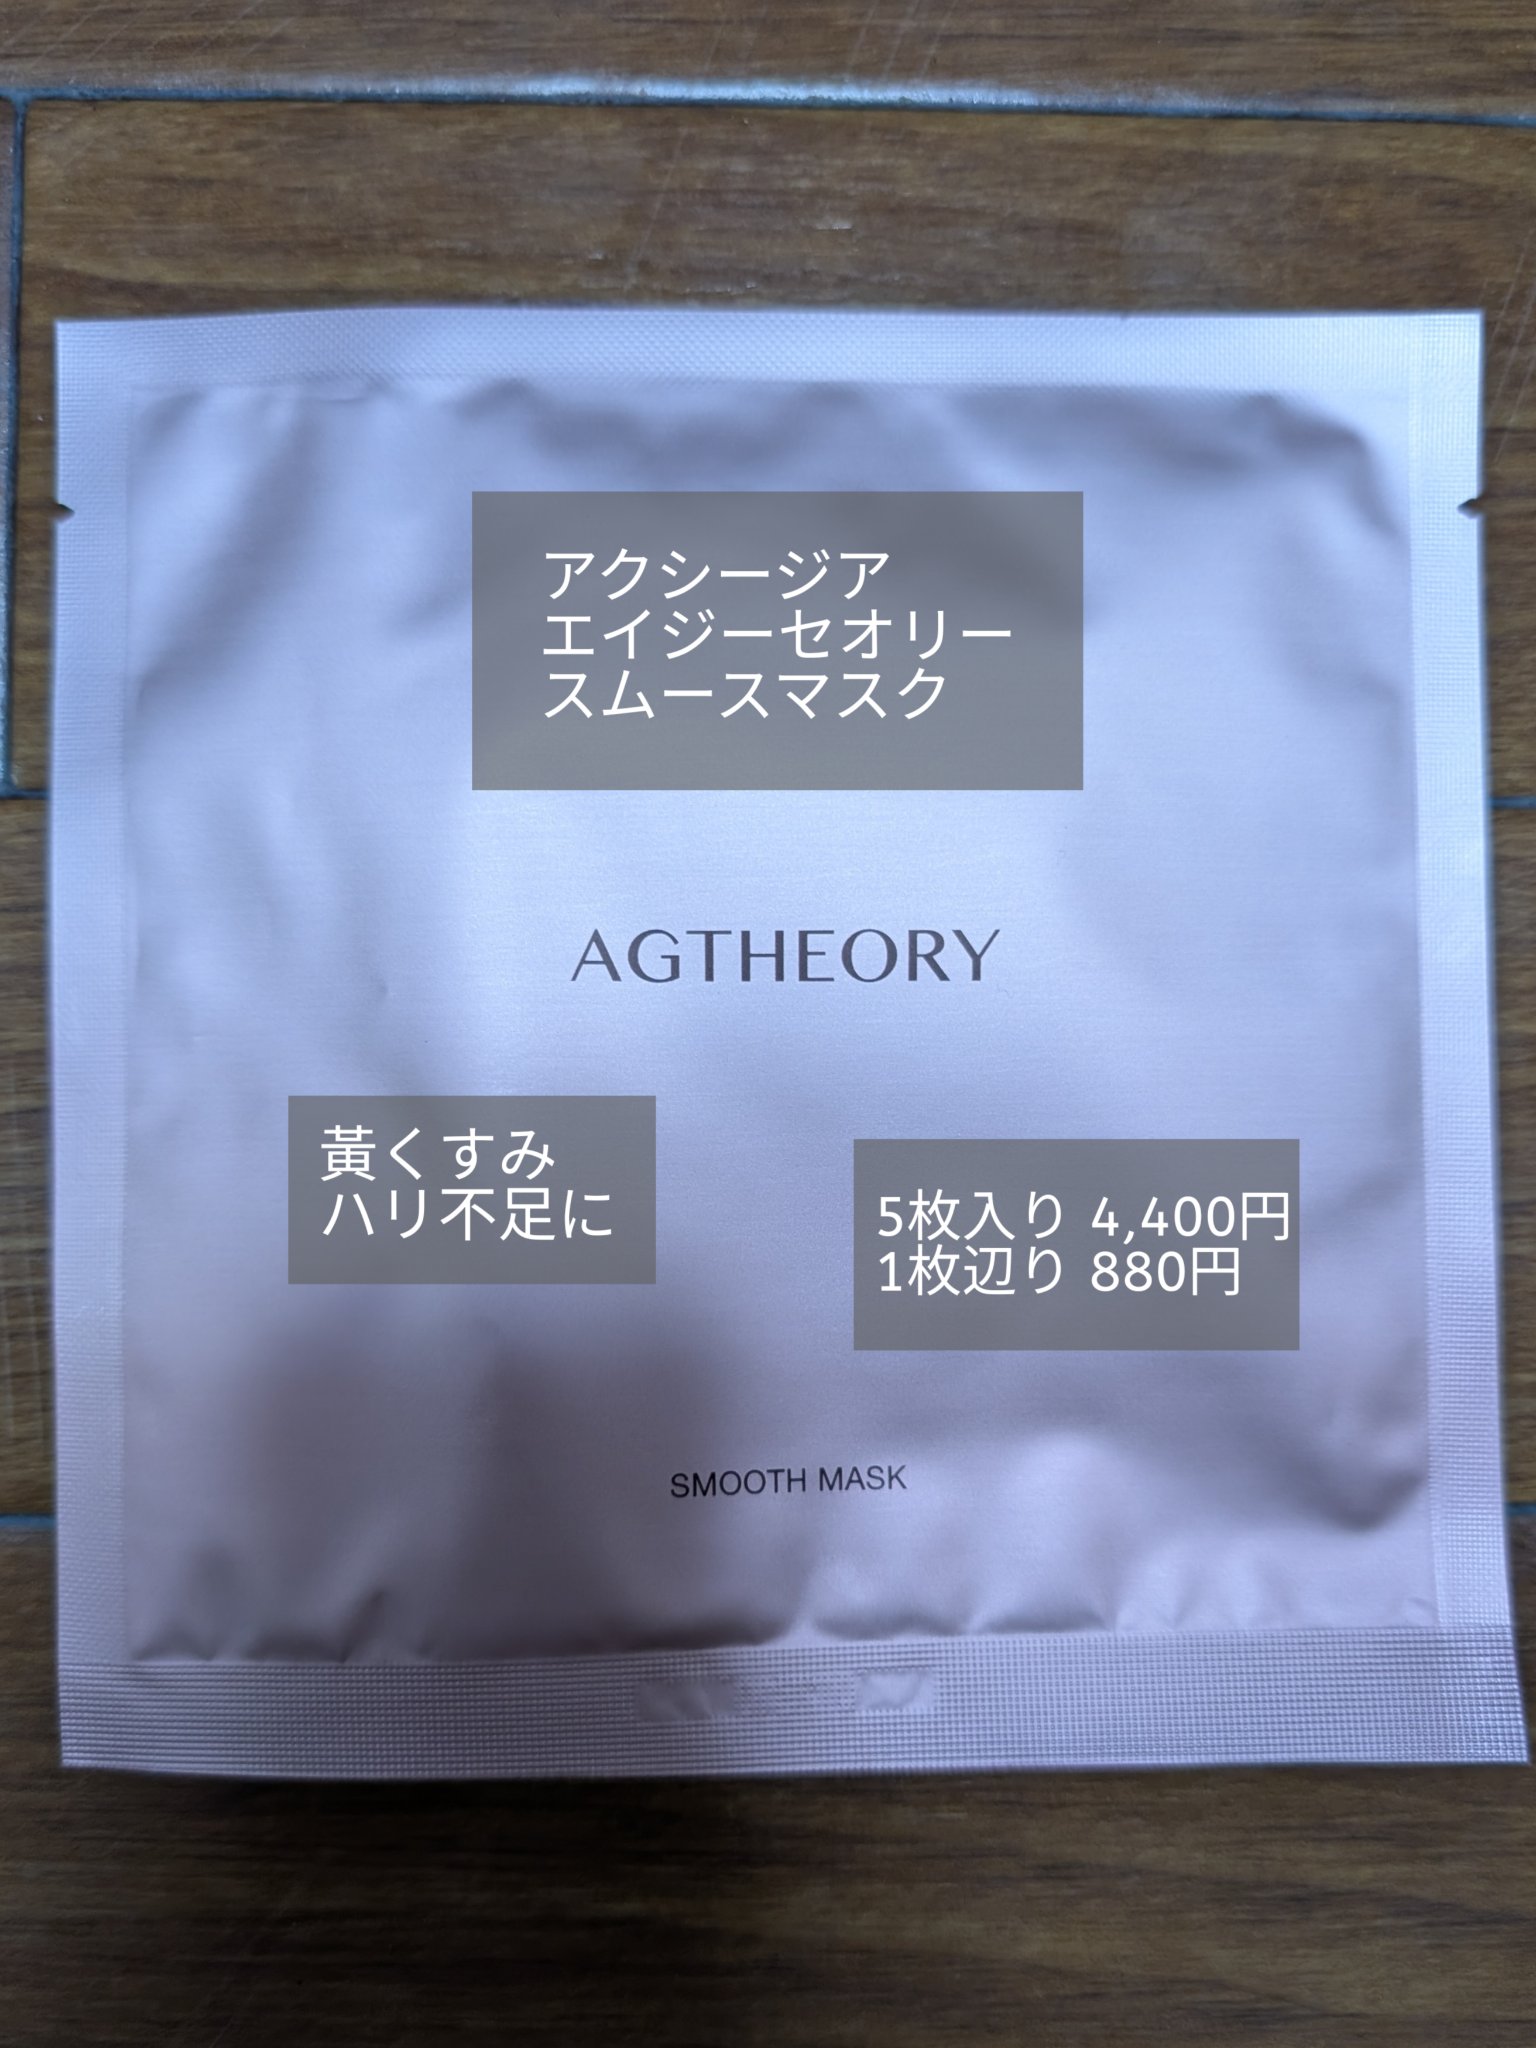 アクシージア
エイジーセオリー
スムースマスク
AGTHEORY
黃くすみ
ハリ不足に
5枚入り 4,400円
1枚辺り 880円
SMOOTH MASK